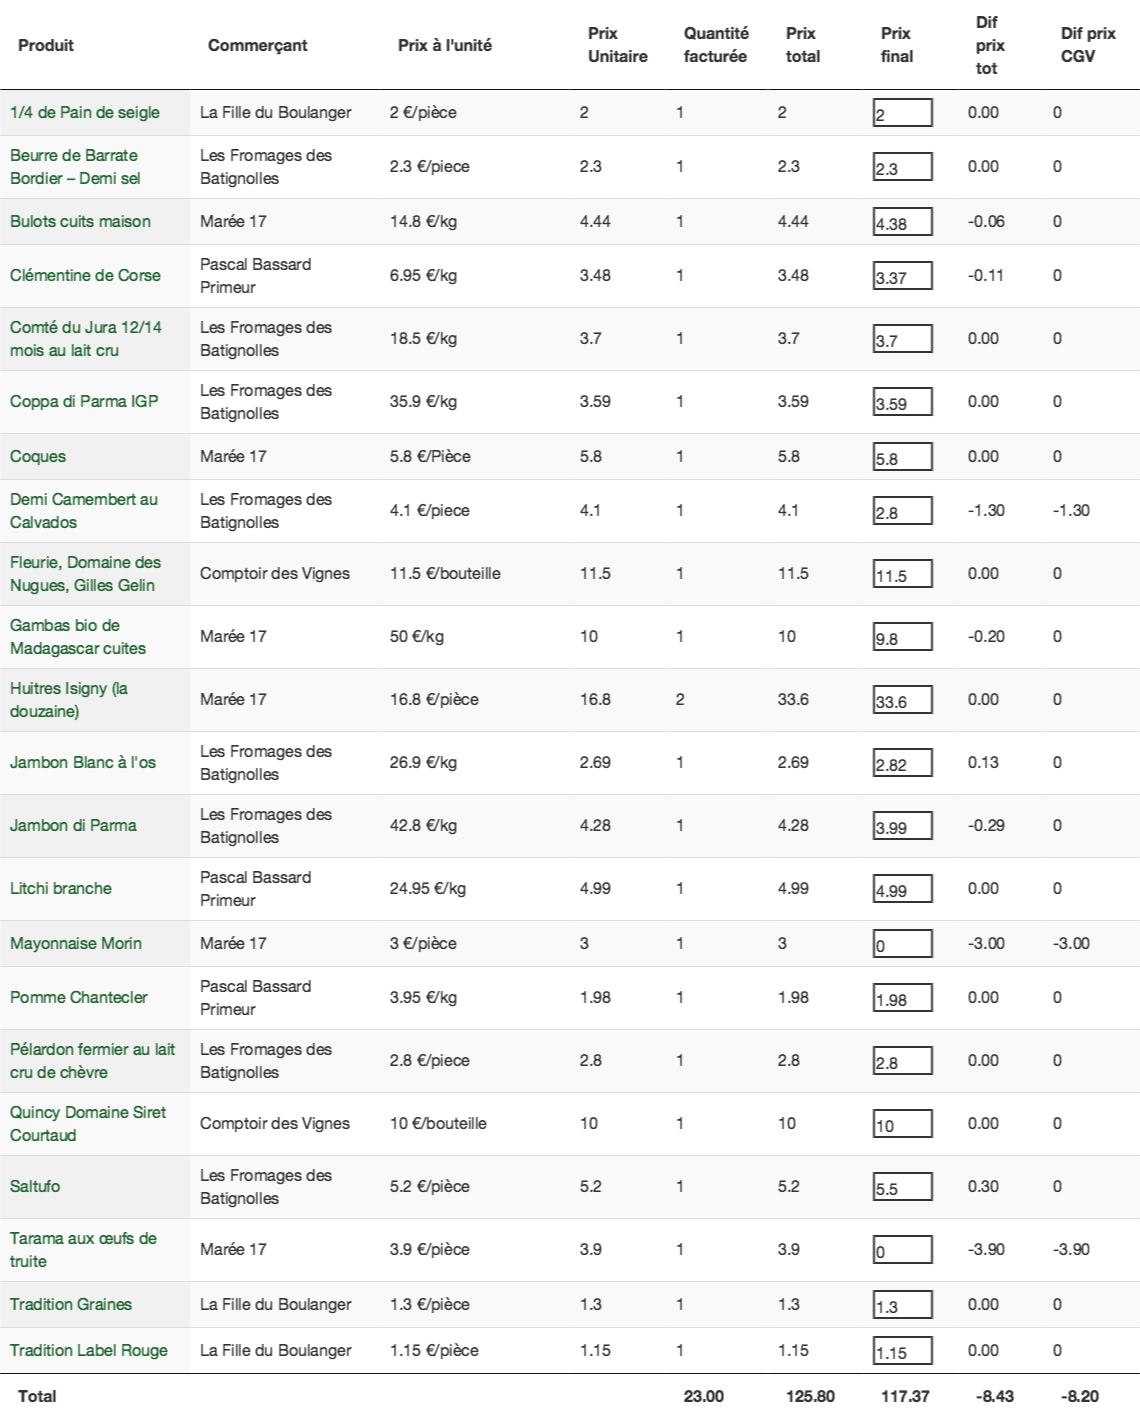 Produit Commerçant Prix à l'unité Prix Unitaire Quantité facturée Prix total Prix final Dif prix tot Dif prix CGV
1/4 de Pain de seigle La Fille du Boulanger 2 €/pièce 2 1 2 2 0.00 0
Beurre de Barrate Bordier – Demi sel Les Fromages des Batignolles 2.3 €/piece 2.3 1 2.3 2.3 0.00 0
Bulots cuits maison Marée 17 14.8 €/kg 4.44 1 4.44 4.38 -0.06 0
Clémentine de Corse Pascal Bassard Primeur 6.95 €/kg 3.48 1 3.48 3.37 -0.11 0
Comté du Jura 12/14 mois au lait cru Les Fromages des Batignolles 18.5 €/kg 3.7 1 3.7 3.7 0.00 0
Coppa di Parma IGP Les Fromages des Batignolles 35.9 €/kg 3.59 1 3.59 3.59 0.00 0
Coques Marée 17 5.8 €/Pièce 5.8 1 5.8 5.8 0.00 0
Demi Camembert au Calvados Les Fromages des Batignolles 4.1 €/piece 4.1 1 4.1 2.8 -1.30 -1.30
Fleurie, Domaine des Nugues, Gilles Gelin Comptoir des Vignes 11.5 €/bouteille 11.5 1 11.5 11.5 0.00 0
Gambas bio de Madagascar cuites Marée 17 50 €/kg 10 1 10 9.8 -0.20 0
Huitres Isigny (la douzaine) Marée 17 16.8 €/pièce 16.8 2 33.6 33.6 0.00 0
Jambon Blanc à l'os Les Fromages des Batignolles 26.9 €/kg 2.69 1 2.69 2.82 0.13 0
Jambon di Parma Les Fromages des Batignolles 42.8 €/kg 4.28 1 4.28 3.99 -0.29 0
Litchi branche Pascal Bassard Primeur 24.95 €/kg 4.99 1 4.99 4.99 0.00 0
Mayonnaise Morin Marée 17 3 €/pièce 3 1 3 0 -3.00 -3.00
Pomme Chantecler Pascal Bassard Primeur 3.95 €/kg 1.98 1 1.98 1.98 0.00 0
Pélardon fermier au lait cru de chèvre Les Fromages des Batignolles 2.8 €/piece 2.8 1 2.8 2.8 0.00 0
Quincy Domaine Siret Courtaud Comptoir des Vignes 10 €/bouteille 10 1 10 10 0.00 0
Saltufo Les Fromages des Batignolles 5.2 €/pièce 5.2 1 5.2 5.5 0.30 0
Tarama aux œufs de truite Marée 17 3.9 €/pièce 3.9 1 3.9 0 -3.90 -3.90
Tradition Graines La Fille du Boulanger 1.3 €/pièce 1.3 1 1.3 1.3 0.00 0
Tradition Label Rouge La Fille du Boulanger 1.15 €/pièce 1.15 1 1.15 1.15 0.00 0
Total 23.00 125.80 117.37 -8.43 -8.20